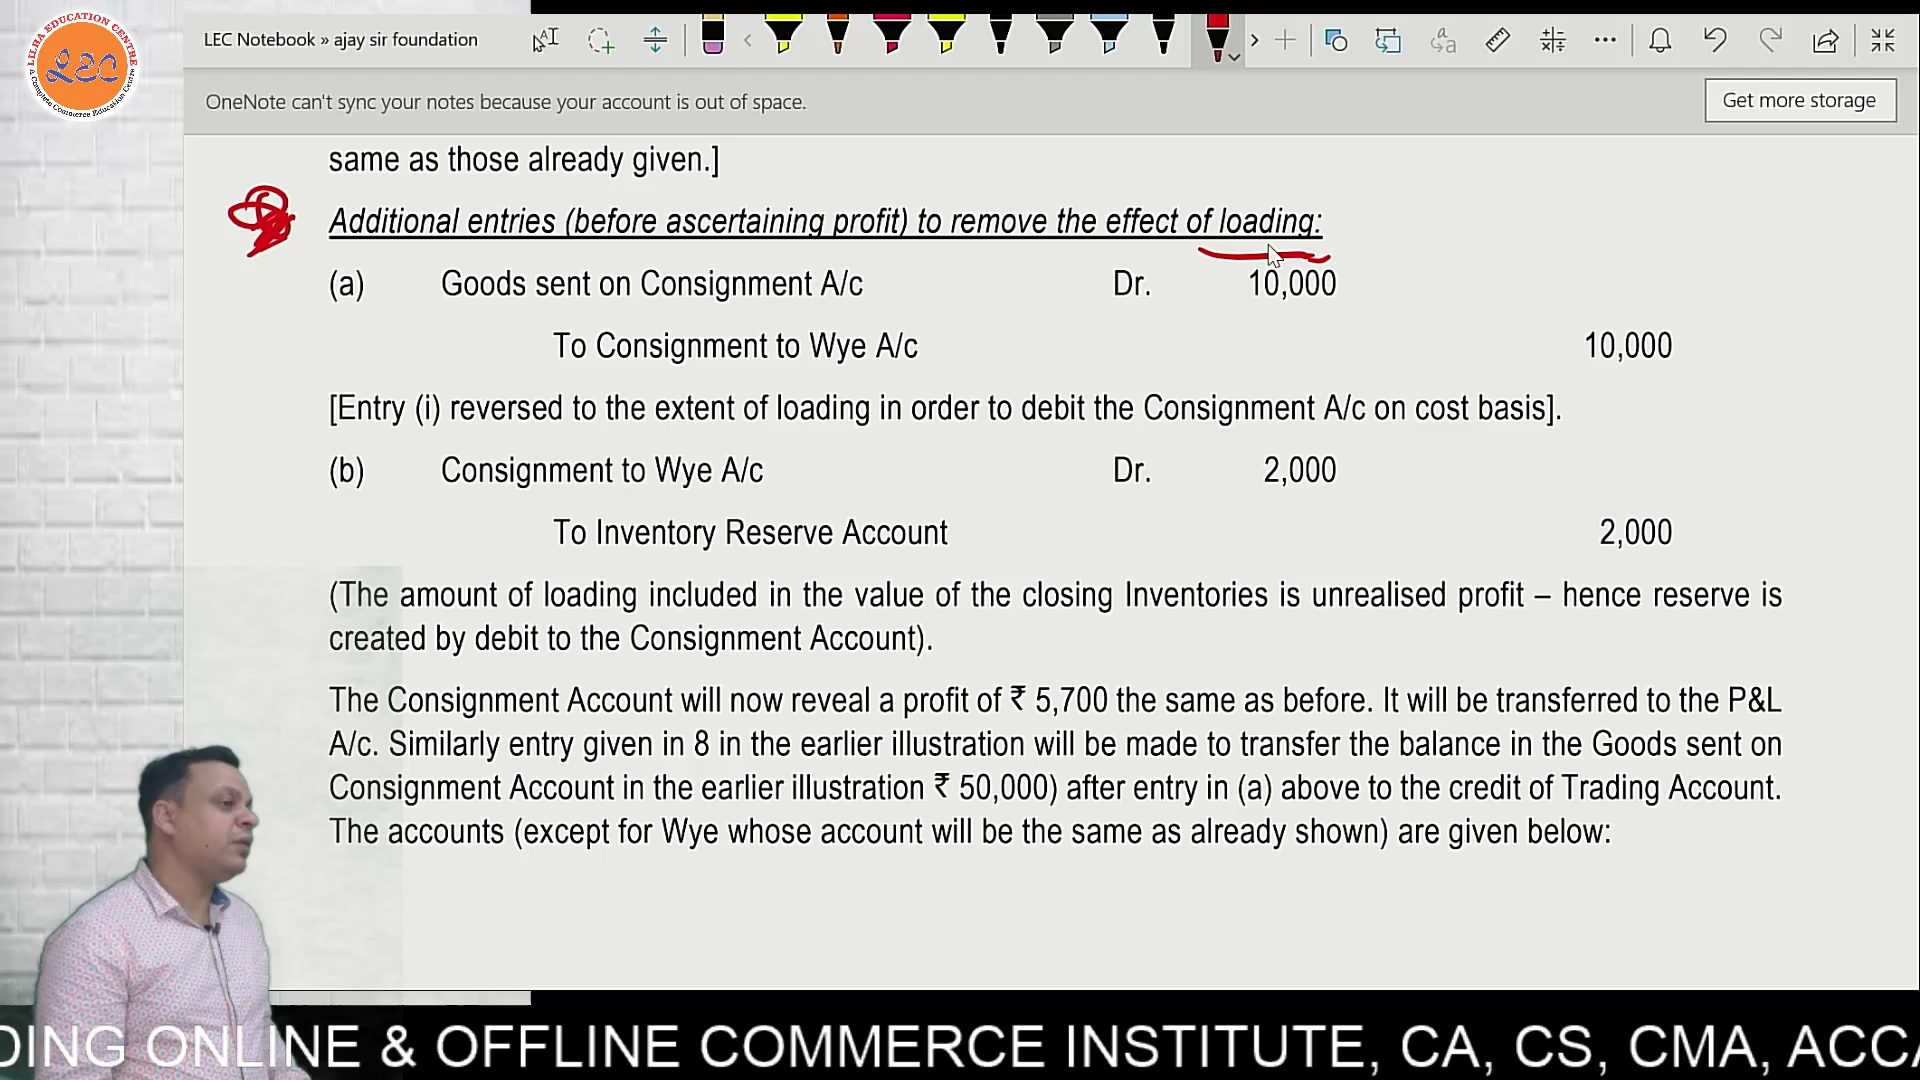 LILHA EDUCATION CENTRE
LEC
A Complete Commerce Education Centre
LEC Notebook » ajay sir foundation
OneNote can't sync your notes because your account is out of space.
Get more storage
same as those already given.]
Additional entries (before ascertaining profit) to remove the effect of loading:
(a) Goods sent on Consignment A/c Dr. 10,000
To Consignment to Wye A/c 10,000
[Entry (i) reversed to the extent of loading in order to debit the Consignment A/c on cost basis].
(b) Consignment to Wye A/c Dr. 2,000
To Inventory Reserve Account 2,000
(The amount of loading included in the value of the closing Inventories is unrealised profit – hence reserve is
created by debit to the Consignment Account).
The Consignment Account will now reveal a profit of ₹ 5,700 the same as before. It will be transferred to the P&L
A/c. Similarly entry given in 8 in the earlier illustration will be made to transfer the balance in the Goods sent on
Consignment Account in the earlier illustration ₹ 50,000) after entry in (a) above to the credit of Trading Account.
The accounts (except for Wye whose account will be the same as already shown) are given below:
DING ONLINE & OFFLINE COMMERCE INSTITUTE, CA, CS, CMA, ACCA